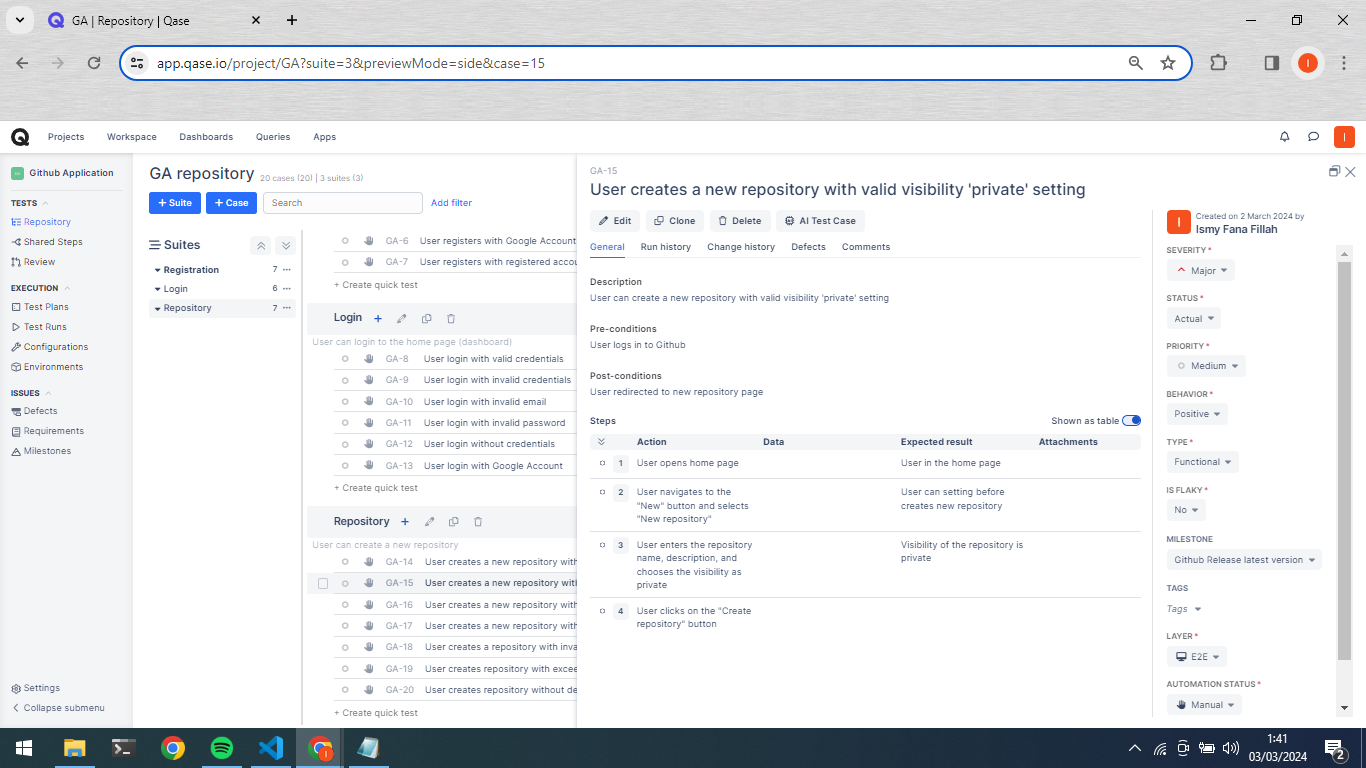 GA | Repository | Qase
app.qase.io/project/GA?suite=3&previewMode=side&case=15
I
Projects
Workspace
Dashboards
Queries
Apps
I
Github Application
TESTS
Repository
Shared Steps
Review
EXECUTION
Test Plans
Test Runs
Configurations
Environments
ISSUES
Defects
Requirements
Milestones
Settings
Collapse submenu
GA repository
20 cases (20) | 3 suites (3)
+ Suite
+ Case
Search
Add filter
Suites
Registration 7
Login 6
Repository 7
GA-6 User registers with Google Account
GA-7 User registers with registered accou
+ Create quick test
Login
User can login to the home page (dashboard)
GA-8 User login with valid credentials
GA-9 User login with invalid credentials
GA-10 User login with invalid email
GA-11 User login with invalid password
GA-12 User login without credentials
GA-13 User login with Google Account
+ Create quick test
Repository
User can create a new repository
GA-14 User creates a new repository with
GA-15 User creates a new repository with
GA-16 User creates a new repository with
GA-17 User creates a new repository with
GA-18 User creates a repository with inva
GA-19 User creates repository with excee
GA-20 User creates repository without de
+ Create quick test
GA-15
User creates a new repository with valid visibility 'private' setting
Edit
Clone
Delete
AI Test Case
General
Run history
Change history
Defects
Comments
Description
User can create a new repository with valid visibility 'private' setting
Pre-conditions
User logs in to Github
Post-conditions
User redirected to new repository page
Steps
Shown as table
Action Data Expected result Attachments
1 User opens home page User in the home page
2 User navigates to the User can setting before
"New" button and selects creates new repository
"New repository"
3 User enters the repository Visibility of the repository is
name, description, and private
chooses the visibility as
private
4 User clicks on the "Create
repository" button
I
Created on 2 March 2024 by
Ismy Fana Fillah
SEVERITY *
Major
STATUS *
Actual
PRIORITY *
Medium
BEHAVIOR *
Positive
TYPE *
Functional
IS FLAKY *
No
MILESTONE
Github Release latest version
TAGS
Tags
LAYER *
E2E
AUTOMATION STATUS *
Manual
1:41
03/03/2024
2